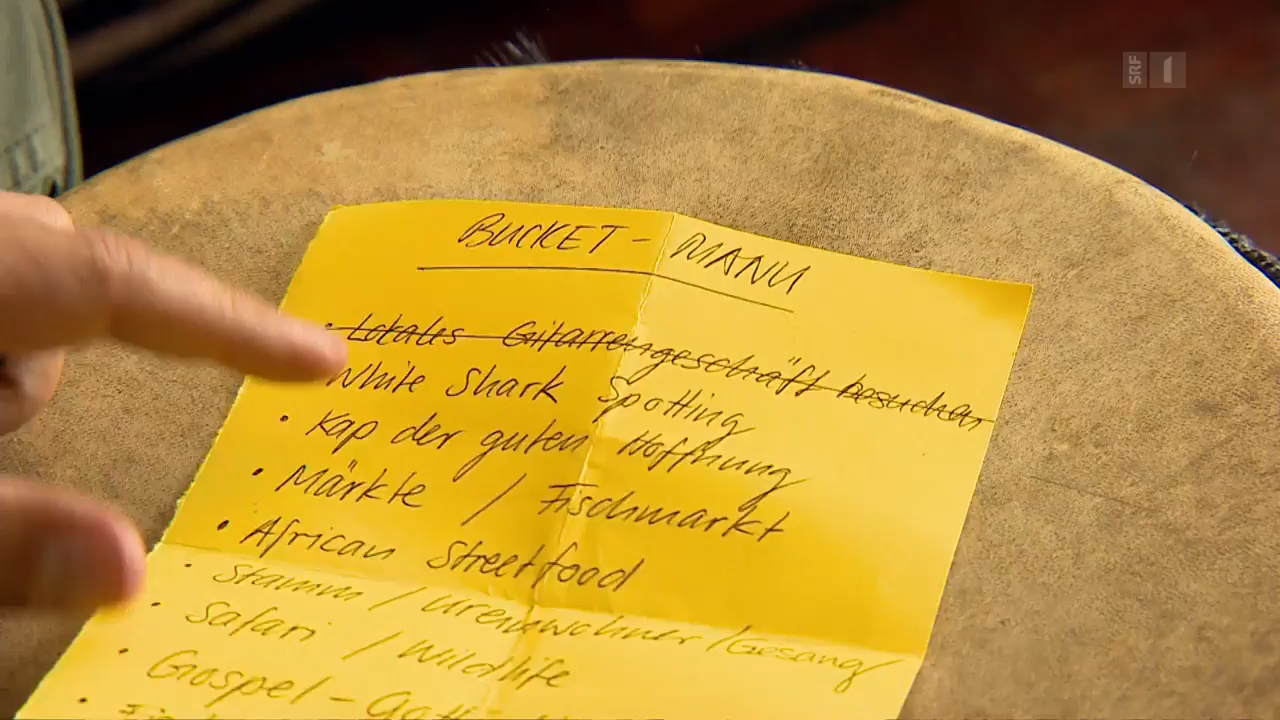 SRF 1
BUCKET - MANU
• Lokales Gitarrengeschäft besuchen
White Shark Spotting
• Kap der guten Hoffnung
• Märkte / Fischmarkt
• African Streetfood
• Stamm / Ureinwohner / Gesang
• Safari / Wildlife
• Gospel-